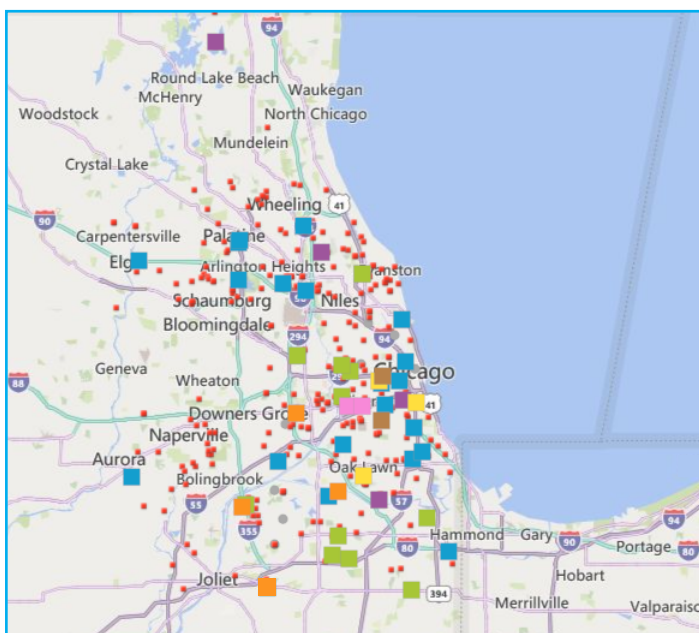 94
Round Lake Beach
McHenry
Waukegan
Woodstock
North Chicago
Mundelein
Crystal Lake
Wheeling
41
90
Carpentersville
Palatine
Arlington Heights
Schaumburg
Niles
Bloomingdale
294
94
Geneva
Chicago
88
Wheaton
Downers Grove
41
Naperville
Aurora
Oak Lawn
Bolingbrook
55
57
94
355
Hammond
Gary
90
Portage
80
Joliet
Hobart
394
Merrillville
Valparaiso